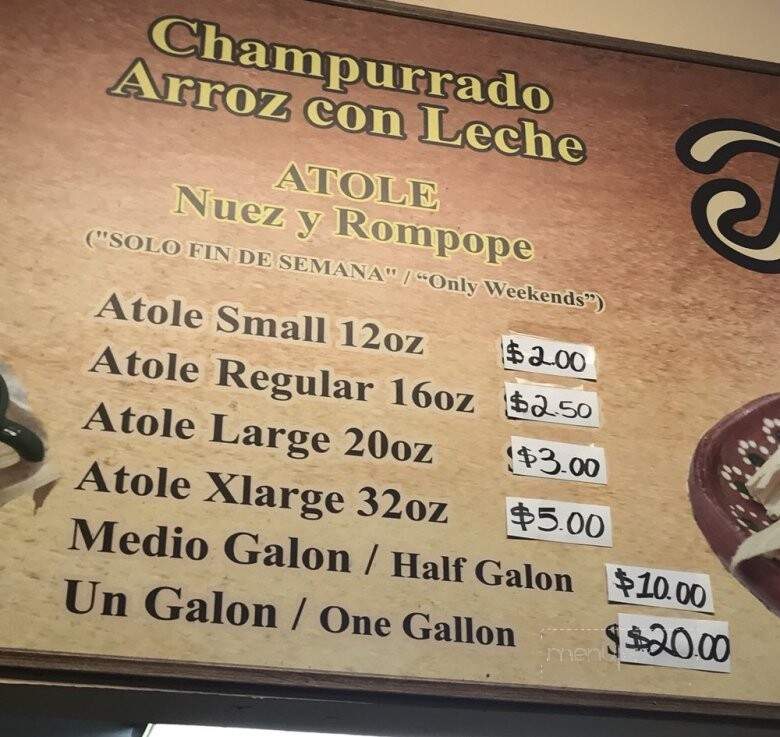 Champurrado
Arroz con Leche
ATOLE
Nuez y Rompope
("SOLO FIN DE SEMANA" / “Only Weekends”)
Atole Small 12oz $2.00
Atole Regular 16oz $2.50
Atole Large 20oz $3.00
Atole Xlarge 32oz $5.00
Medio Galon / Half Galon $10.00
Un Galon / One Gallon $ $20.00